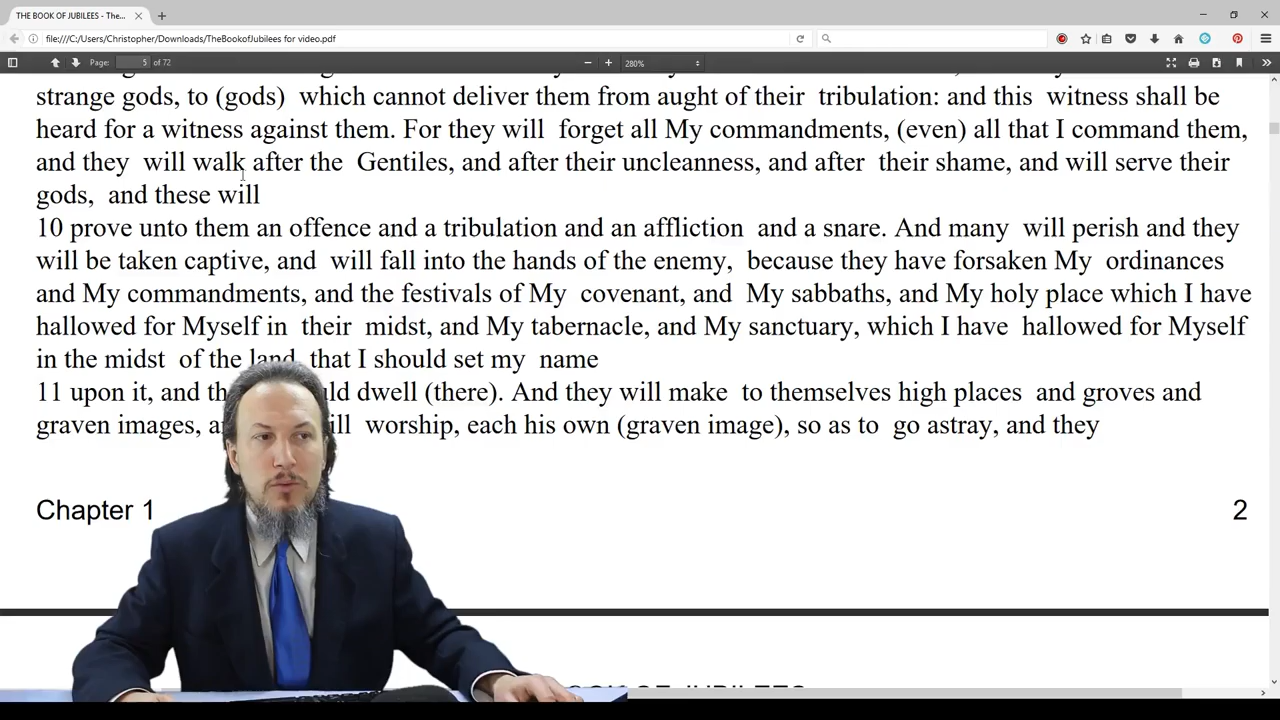 THE BOOK OF JUBILEES - The...
file:///C:/Users/Christopher/Downloads/TheBookofJubilees for video.pdf
Page: 5 of 72
280%
strange gods, to (gods) which cannot deliver them from aught of their tribulation: and this witness shall be
heard for a witness against them. For they will forget all My commandments, (even) all that I command them,
and they will walk after the Gentiles, and after their uncleanness, and after their shame, and will serve their
gods, and these will
10 prove unto them an offence and a tribulation and an affliction and a snare. And many will perish and they
will be taken captive, and will fall into the hands of the enemy, because they have forsaken My ordinances
and My commandments, and the festivals of My covenant, and My sabbaths, and My holy place which I have
hallowed for Myself in their midst, and My tabernacle, and My sanctuary, which I have hallowed for Myself
in the midst of the land, that I should set my name
11 upon it, and th ld dwell (there). And they will make to themselves high places and groves and
graven images, a ill worship, each his own (graven image), so as to go astray, and they
Chapter 1 2